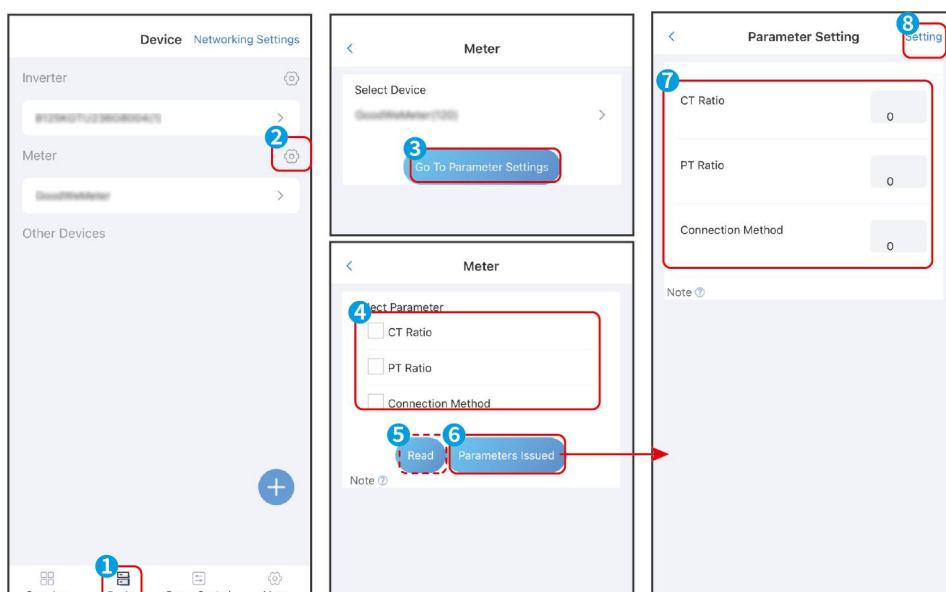 Device Networking Settings
Inverter
2
Meter
Other Devices
1
Meter
Select Device
3
Go To Parameter Settings
Meter
4
CT Ratio
PT Ratio
Connection Method
5 6
Read Parameters Issued
Note ?
8
Parameter Setting Setting
7
CT Ratio
0
PT Ratio
0
Connection Method
0
Note ?